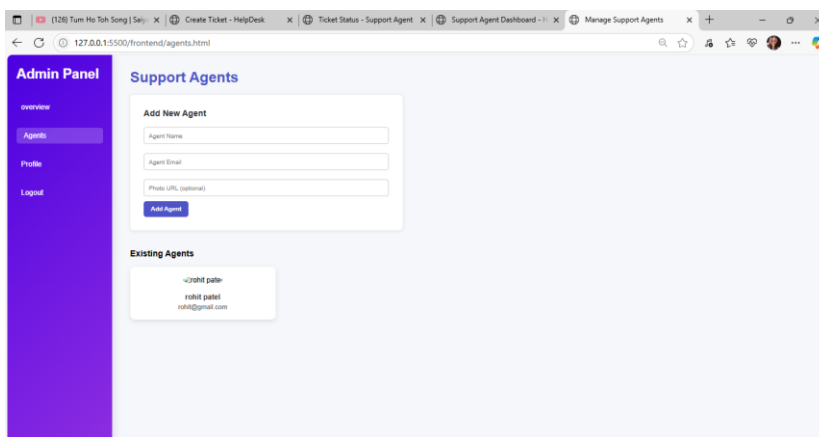 (126) Tum Ho Toh Song | Saiy
Create Ticket - HelpDesk
Ticket Status - Support Agent
Support Agent Dashboard - H
Manage Support Agents
127.0.0.1:5500/frontend/agents.html
Admin Panel
overview
Agents
Profile
Logout
Support Agents
Add New Agent
Agent Name
Agent Email
Photo URL (optional)
Add Agent
Existing Agents
rohit pate
rohit patel
rohit@gmail.com